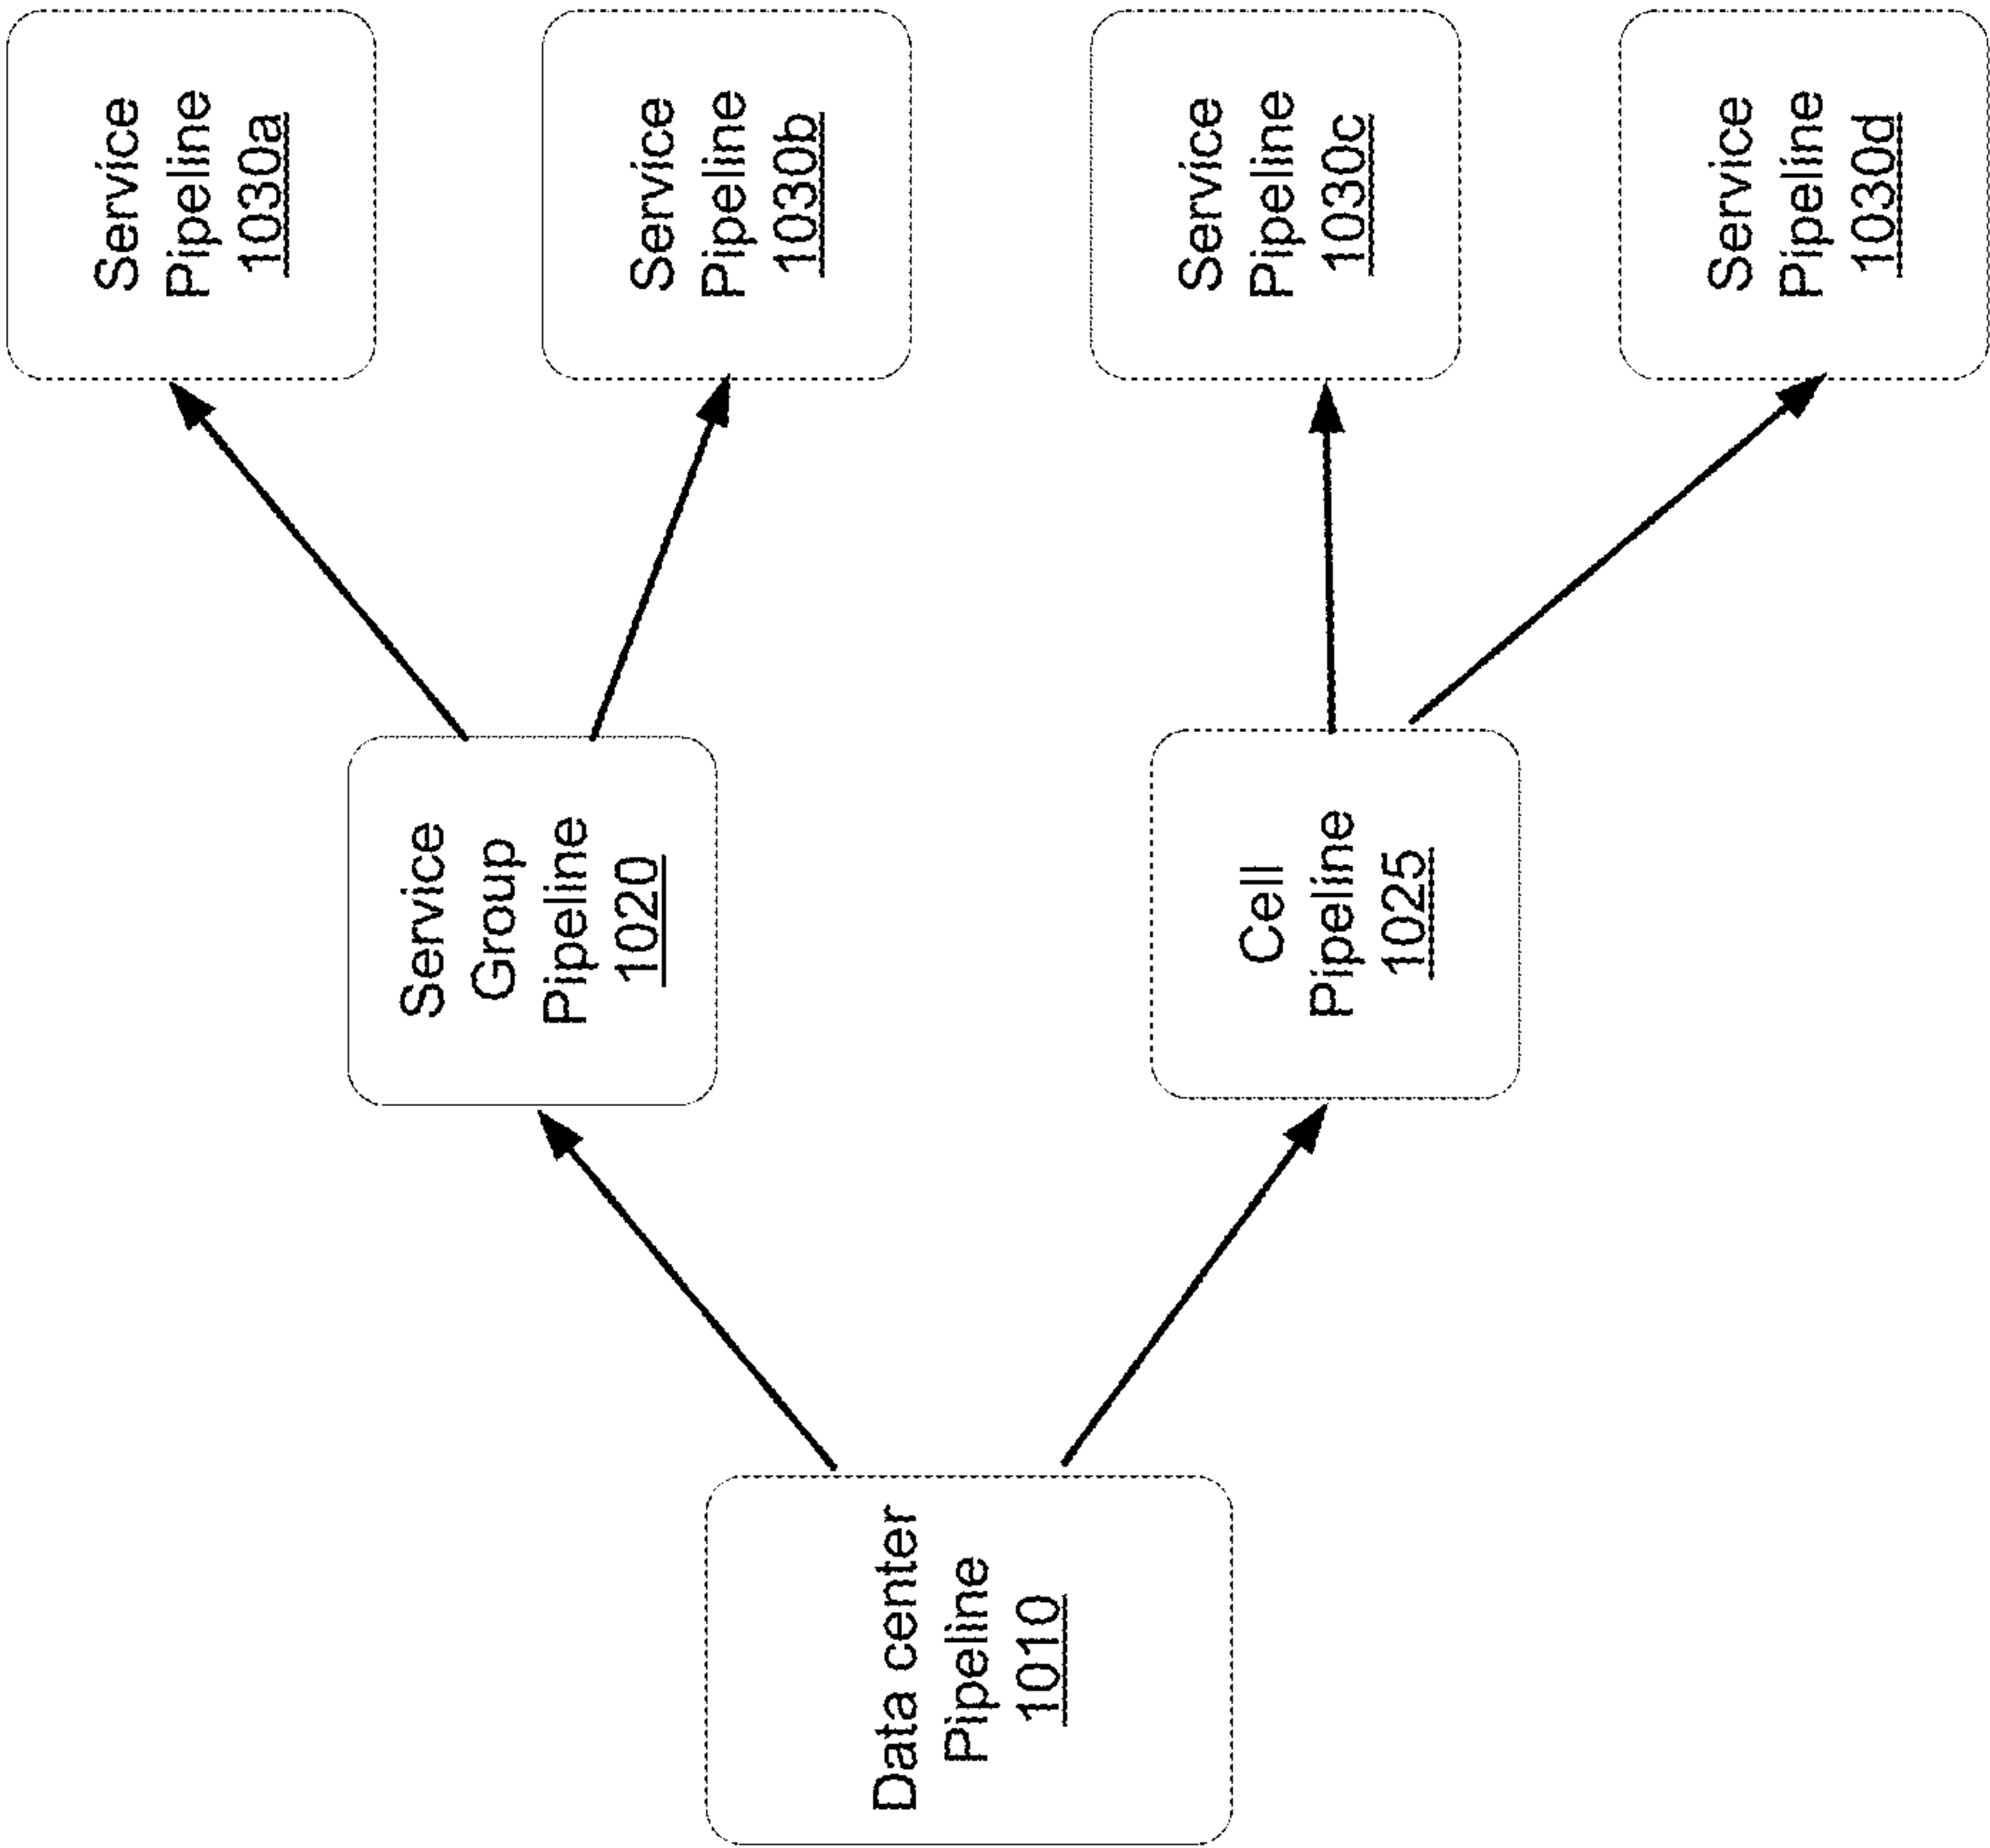 Data center
Pipeline
1010
Service
Group
Pipeline
1020
Cell
Pipeline
1025
Service
Pipeline
1030a
Service
Pipeline
1030b
Service
Pipeline
1030c
Service
Pipeline
1030d